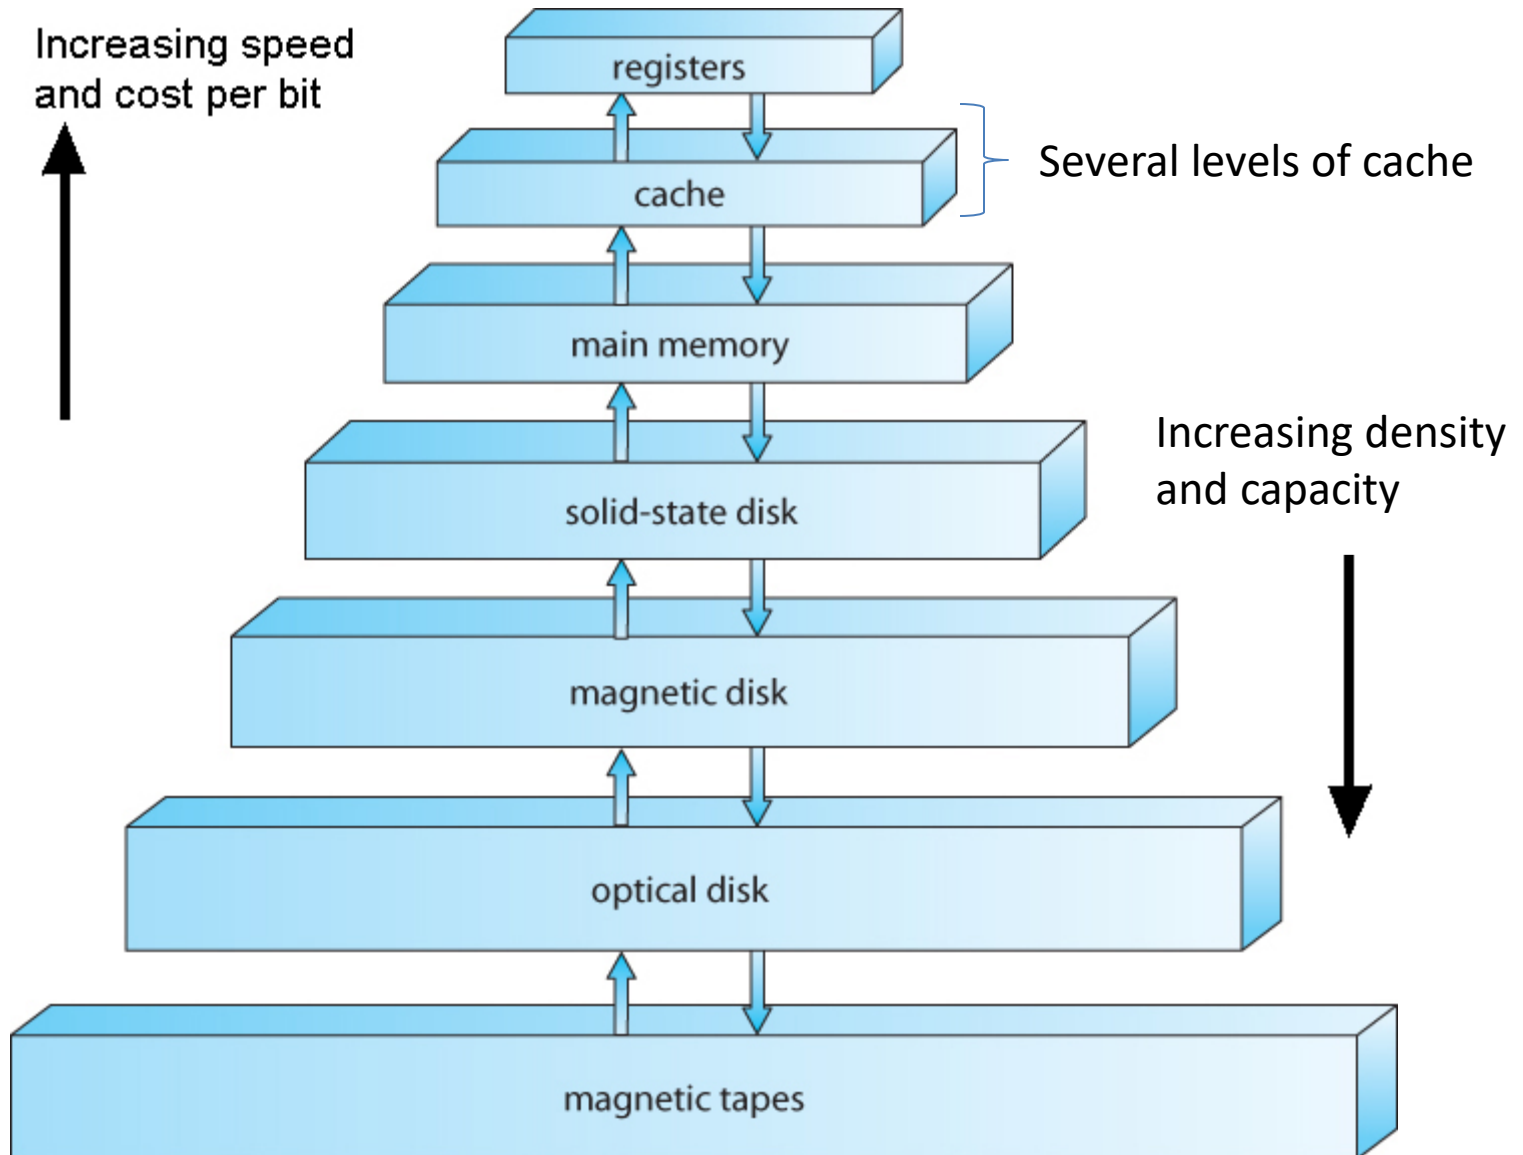 Increasing speed
and cost per bit
registers
Several levels of cache
cache
main memory
Increasing density
and capacity
solid-state disk
magnetic disk
optical disk
magnetic tapes